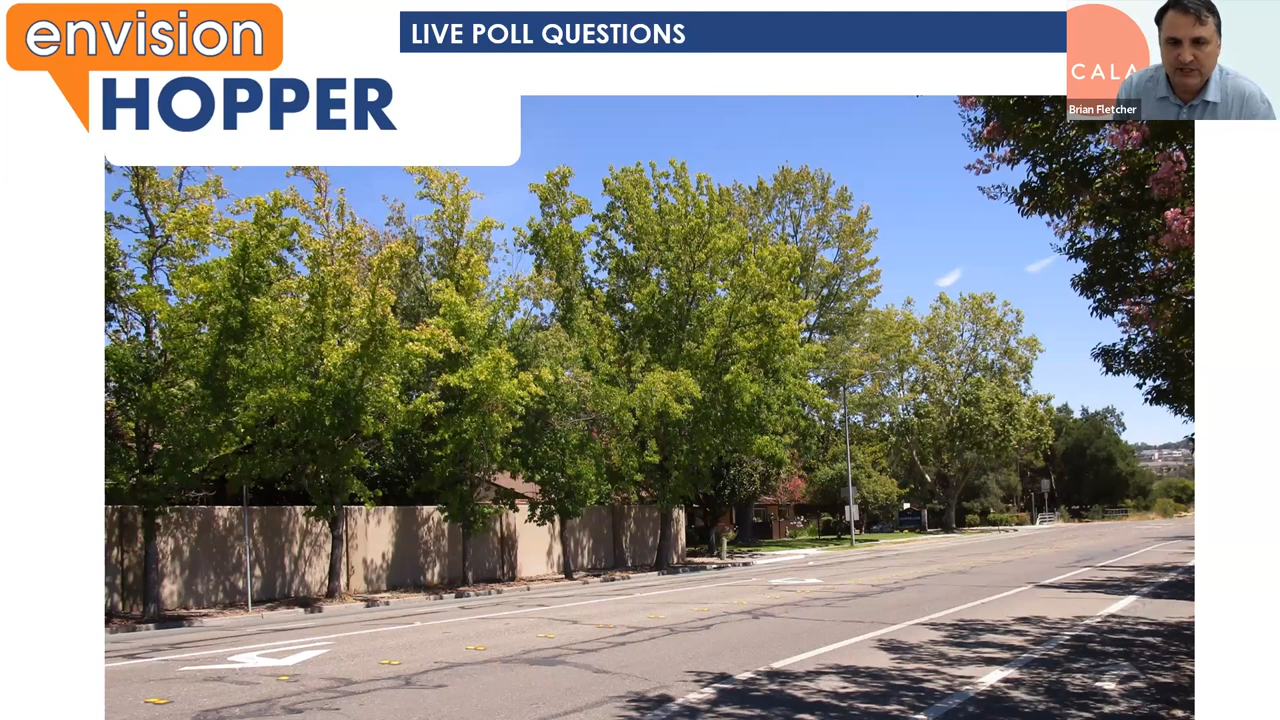 envision
HOPPER
LIVE POLL QUESTIONS
CALA
Brian Fletcher